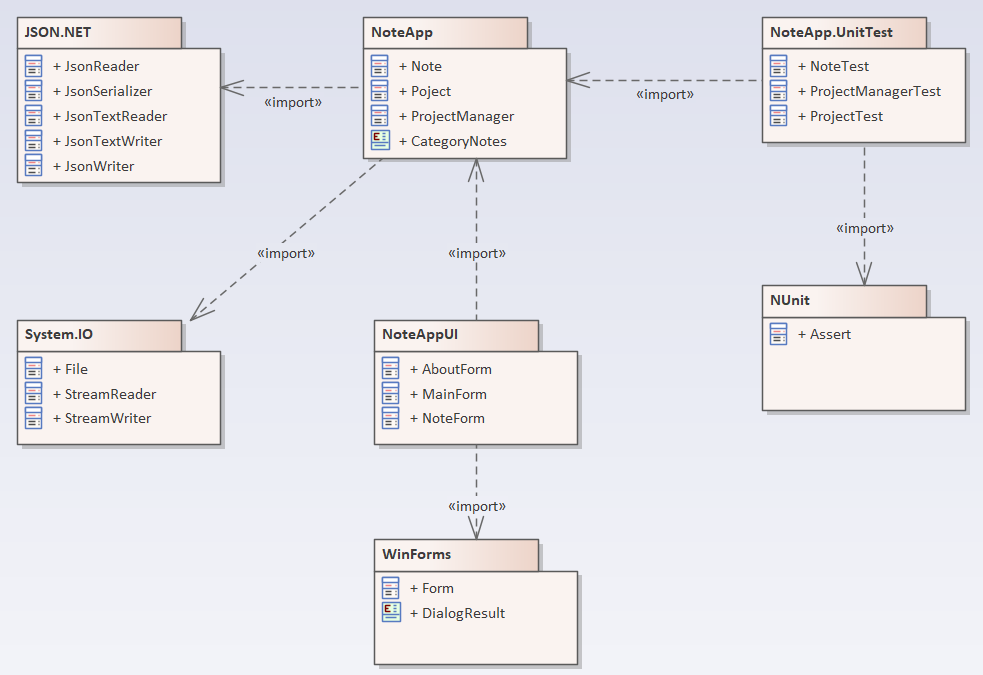 JSON.NET
+ JsonReader
+ JsonSerializer
+ JsonTextReader
+ JsonTextWriter
+ JsonWriter
«import»
NoteApp
+ Note
+ Poject
+ ProjectManager
+ CategoryNotes
«import»
NoteApp.UnitTest
+ NoteTest
+ ProjectManagerTest
+ ProjectTest
«import»
«import»
«import»
System.IO
+ File
+ StreamReader
+ StreamWriter
NoteAppUI
+ AboutForm
+ MainForm
+ NoteForm
NUnit
+ Assert
«import»
WinForms
+ Form
+ DialogResult